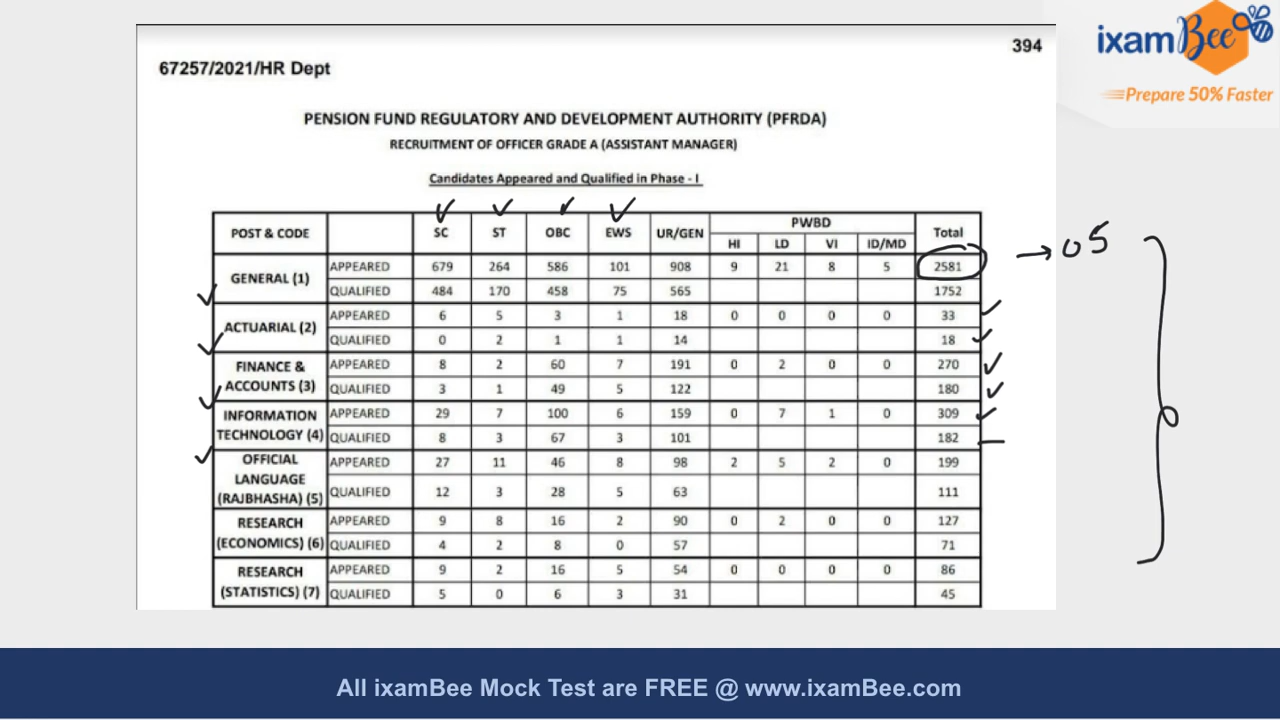 ixamBee
Prepare 50% Faster
394
67257/2021/HR Dept
PENSION FUND REGULATORY AND DEVELOPMENT AUTHORITY (PFRDA)
RECRUITMENT OF OFFICER GRADE A (ASSISTANT MANAGER)
Candidates Appeared and Qualified in Phase - I
POST & CODE SC ST OBC EWS UR/GEN PWBD Total
HI LD VI ID/MD
GENERAL (1) APPEARED 679 264 586 101 908 9 21 8 5 2581 → 05
QUALIFIED 484 170 458 75 565 1752
ACTUARIAL (2) APPEARED 6 5 3 1 18 0 0 0 0 33
QUALIFIED 0 2 1 1 14 18
FINANCE & ACCOUNTS (3) APPEARED 8 2 60 7 191 0 2 0 0 270
QUALIFIED 3 1 49 5 122 180
INFORMATION TECHNOLOGY (4) APPEARED 29 7 100 6 159 0 7 1 0 309
QUALIFIED 8 3 67 3 101 182
OFFICIAL LANGUAGE (RAJBHASHA) (5) APPEARED 27 11 46 8 98 2 5 2 0 199
QUALIFIED 12 3 28 5 63 111
RESEARCH (ECONOMICS) (6) APPEARED 9 8 16 2 90 0 2 0 0 127
QUALIFIED 4 2 8 0 57 71
RESEARCH (STATISTICS) (7) APPEARED 9 2 16 5 54 0 0 0 0 86
QUALIFIED 5 0 6 3 31 45
All ixamBee Mock Test are FREE @ www.ixamBee.com